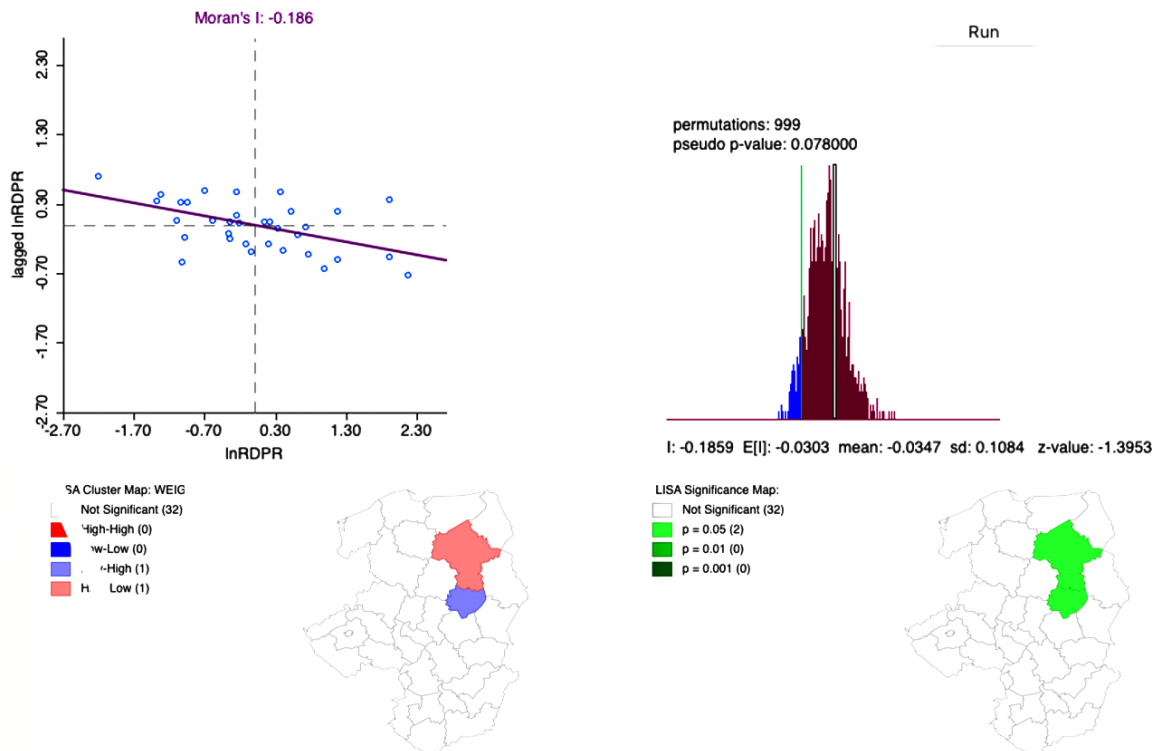 Moran's I: -0.186
2.30
1.30
0.30
-0.70
-1.70
-2.70
lagged lnRDPR
-2.70 -1.70 -0.70 0.30 1.30 2.30
lnRDPR
Run
permutations: 999
pseudo p-value: 0.078000
I: -0.1859 E[I]: -0.0303 mean: -0.0347 sd: 0.1084 z-value: -1.3953
SA Cluster Map: WEIG
Not Significant (32)
High-High (0)
w-Low (0)
-High (1)
H Low (1)
LISA Significance Map:
Not Significant (32)
p = 0.05 (2)
p = 0.01 (0)
p = 0.001 (0)